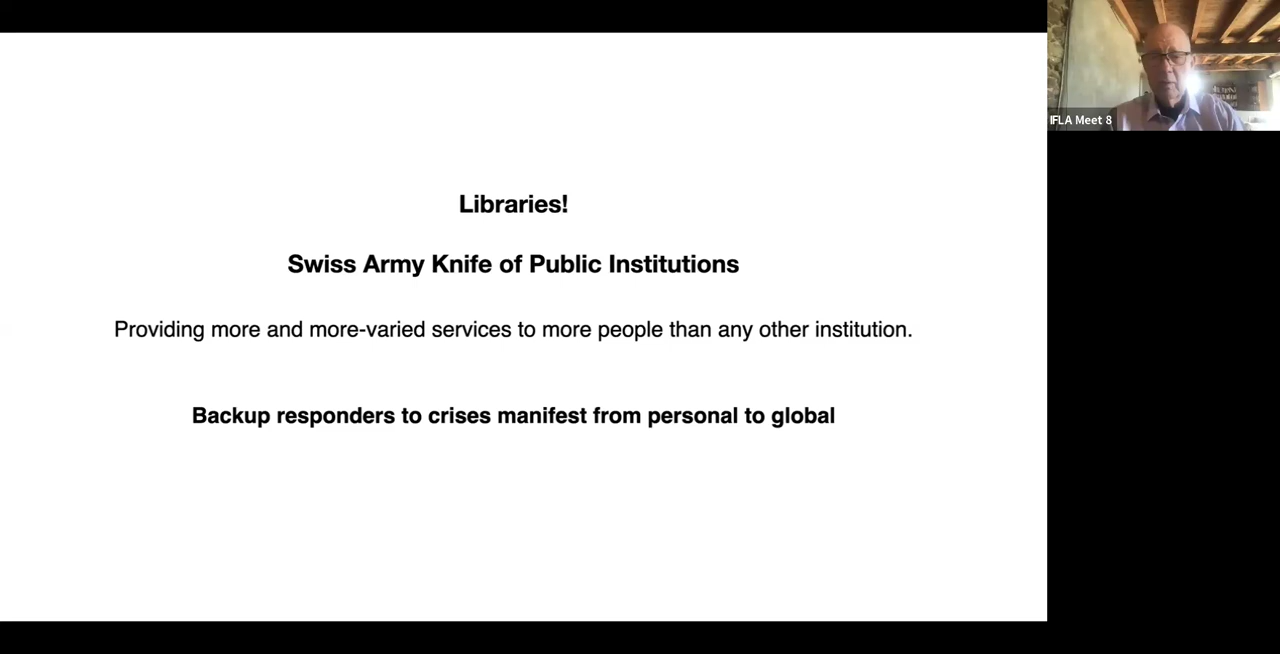 Libraries!
Swiss Army Knife of Public Institutions
Providing more and more-varied services to more people than any other institution.
Backup responders to crises manifest from personal to global
IFLA Meet 8